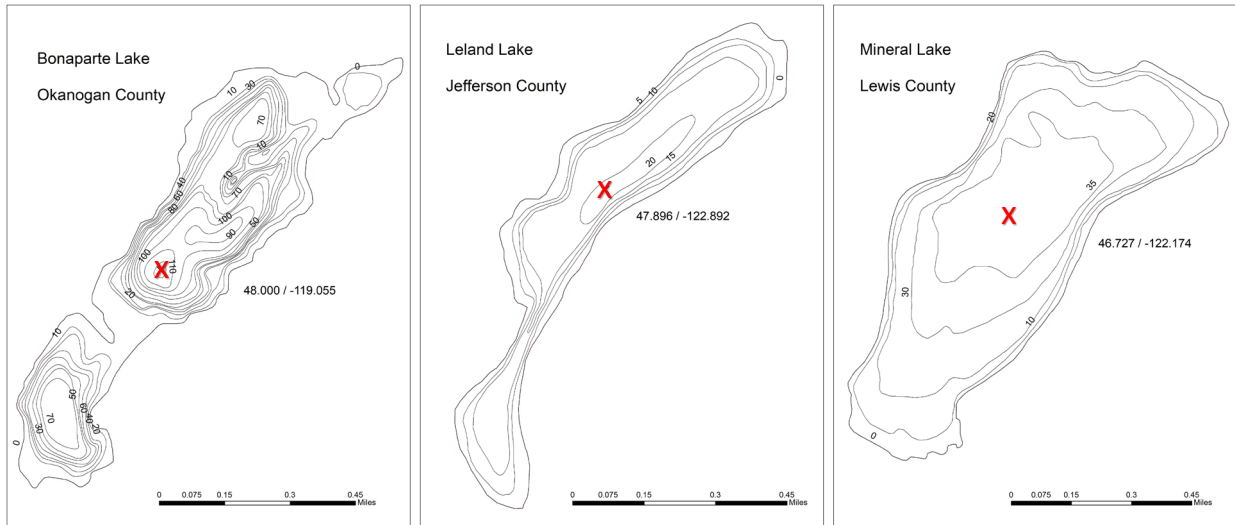 Bonaparte Lake
Okanogan County
0
10
30
70
10
40
60
80
10
70
100
50
90
100
110
20
48.000 / -119.055
10
50
60
40
70
30
20
0
0 0.075 0.15 0.3 0.45
Miles
Leland Lake
Jefferson County
0
5
10
20
15
X
47.896 / -122.892
0 0.075 0.15 0.3 0.45
Miles
Mineral Lake
Lewis County
20
35
X
46.727 / -122.174
30
10
0
0 0.075 0.15 0.3 0.45
Miles
X